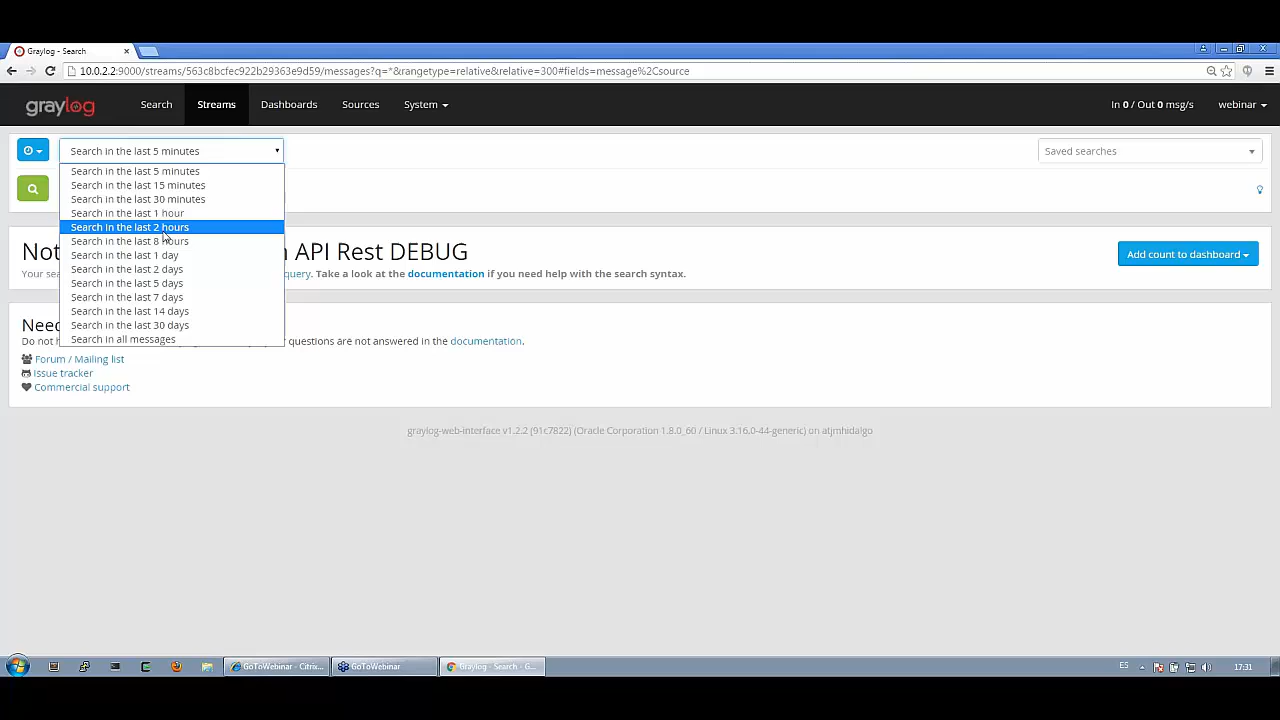 Graylog - Search
10.0.2.2:9000/streams/563c8bcfec922b29363e9d59/messages?q=*&rangetype=relative&relative=300#fields=message%2Csource
graylog Search Streams Dashboards Sources System In 0 / Out 0 msg/s webinar
Search in the last 5 minutes Saved searches
Search in the last 5 minutes
Search in the last 15 minutes
Search in the last 30 minutes
Search in the last 1 hour
Search in the last 2 hours
Search in the last 8 hours
Search in the last 1 day
Search in the last 2 days
Search in the last 5 days
Search in the last 7 days
Search in the last 14 days
Search in the last 30 days
Search in all messages
Not API Rest DEBUG
Add count to dashboard
Your query. Take a look at the documentation if you need help with the search syntax.
Need
Do not questions are not answered in the documentation.
Forum / Mailing list
Issue tracker
Commercial support
graylog-web-interface v1.2.2 (91c7822) (Oracle Corporation 1.8.0_60 / Linux 3.16.0-44-generic) on atjmhidalgo
GoToWebinar - Citrix... GoToWebinar Graylog - Search - G... ES 17:31